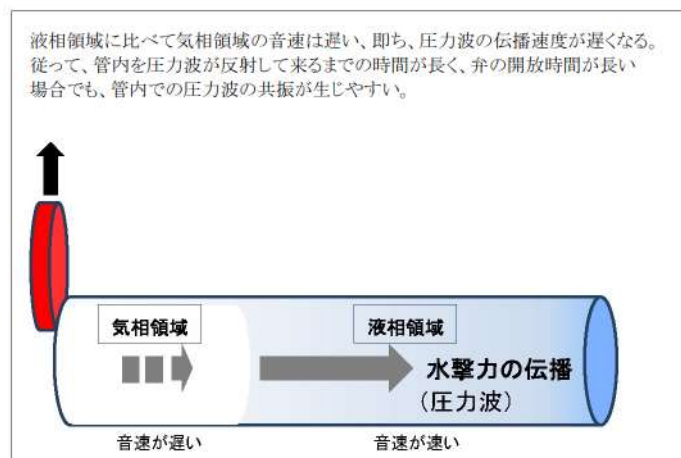 液相領域に比べて気相領域の音速は遅い、即ち、圧力波の伝播速度が遅くなる。
従って、管内を圧力波が反射して来るまでの時間が長く、弁の開放時間が長い
場合でも、管内での圧力波の共振が生じやすい。
気相領域
液相領域
水撃力の伝播
(圧力波)
音速が遅い
音速が速い